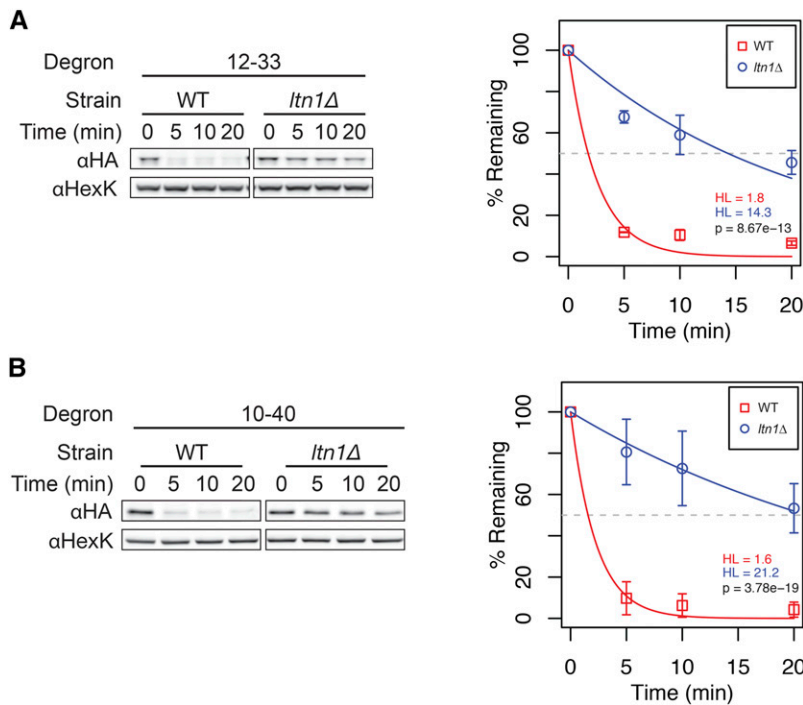 A
Degron 12-33
Strain WT ltn1Δ
Time (min) 0 5 10 20 0 5 10 20
αHA
αHexK
% Remaining
100
60
20
0
WT
ltn1Δ
HL = 1.8
HL = 14.3
p = 8.67e−13
0 5 10 15 20
Time (min)
B
Degron 10-40
Strain WT ltn1Δ
Time (min) 0 5 10 20 0 5 10 20
αHA
αHexK
% Remaining
100
60
20
0
WT
ltn1Δ
HL = 1.6
HL = 21.2
p = 3.78e−19
0 5 10 15 20
Time (min)